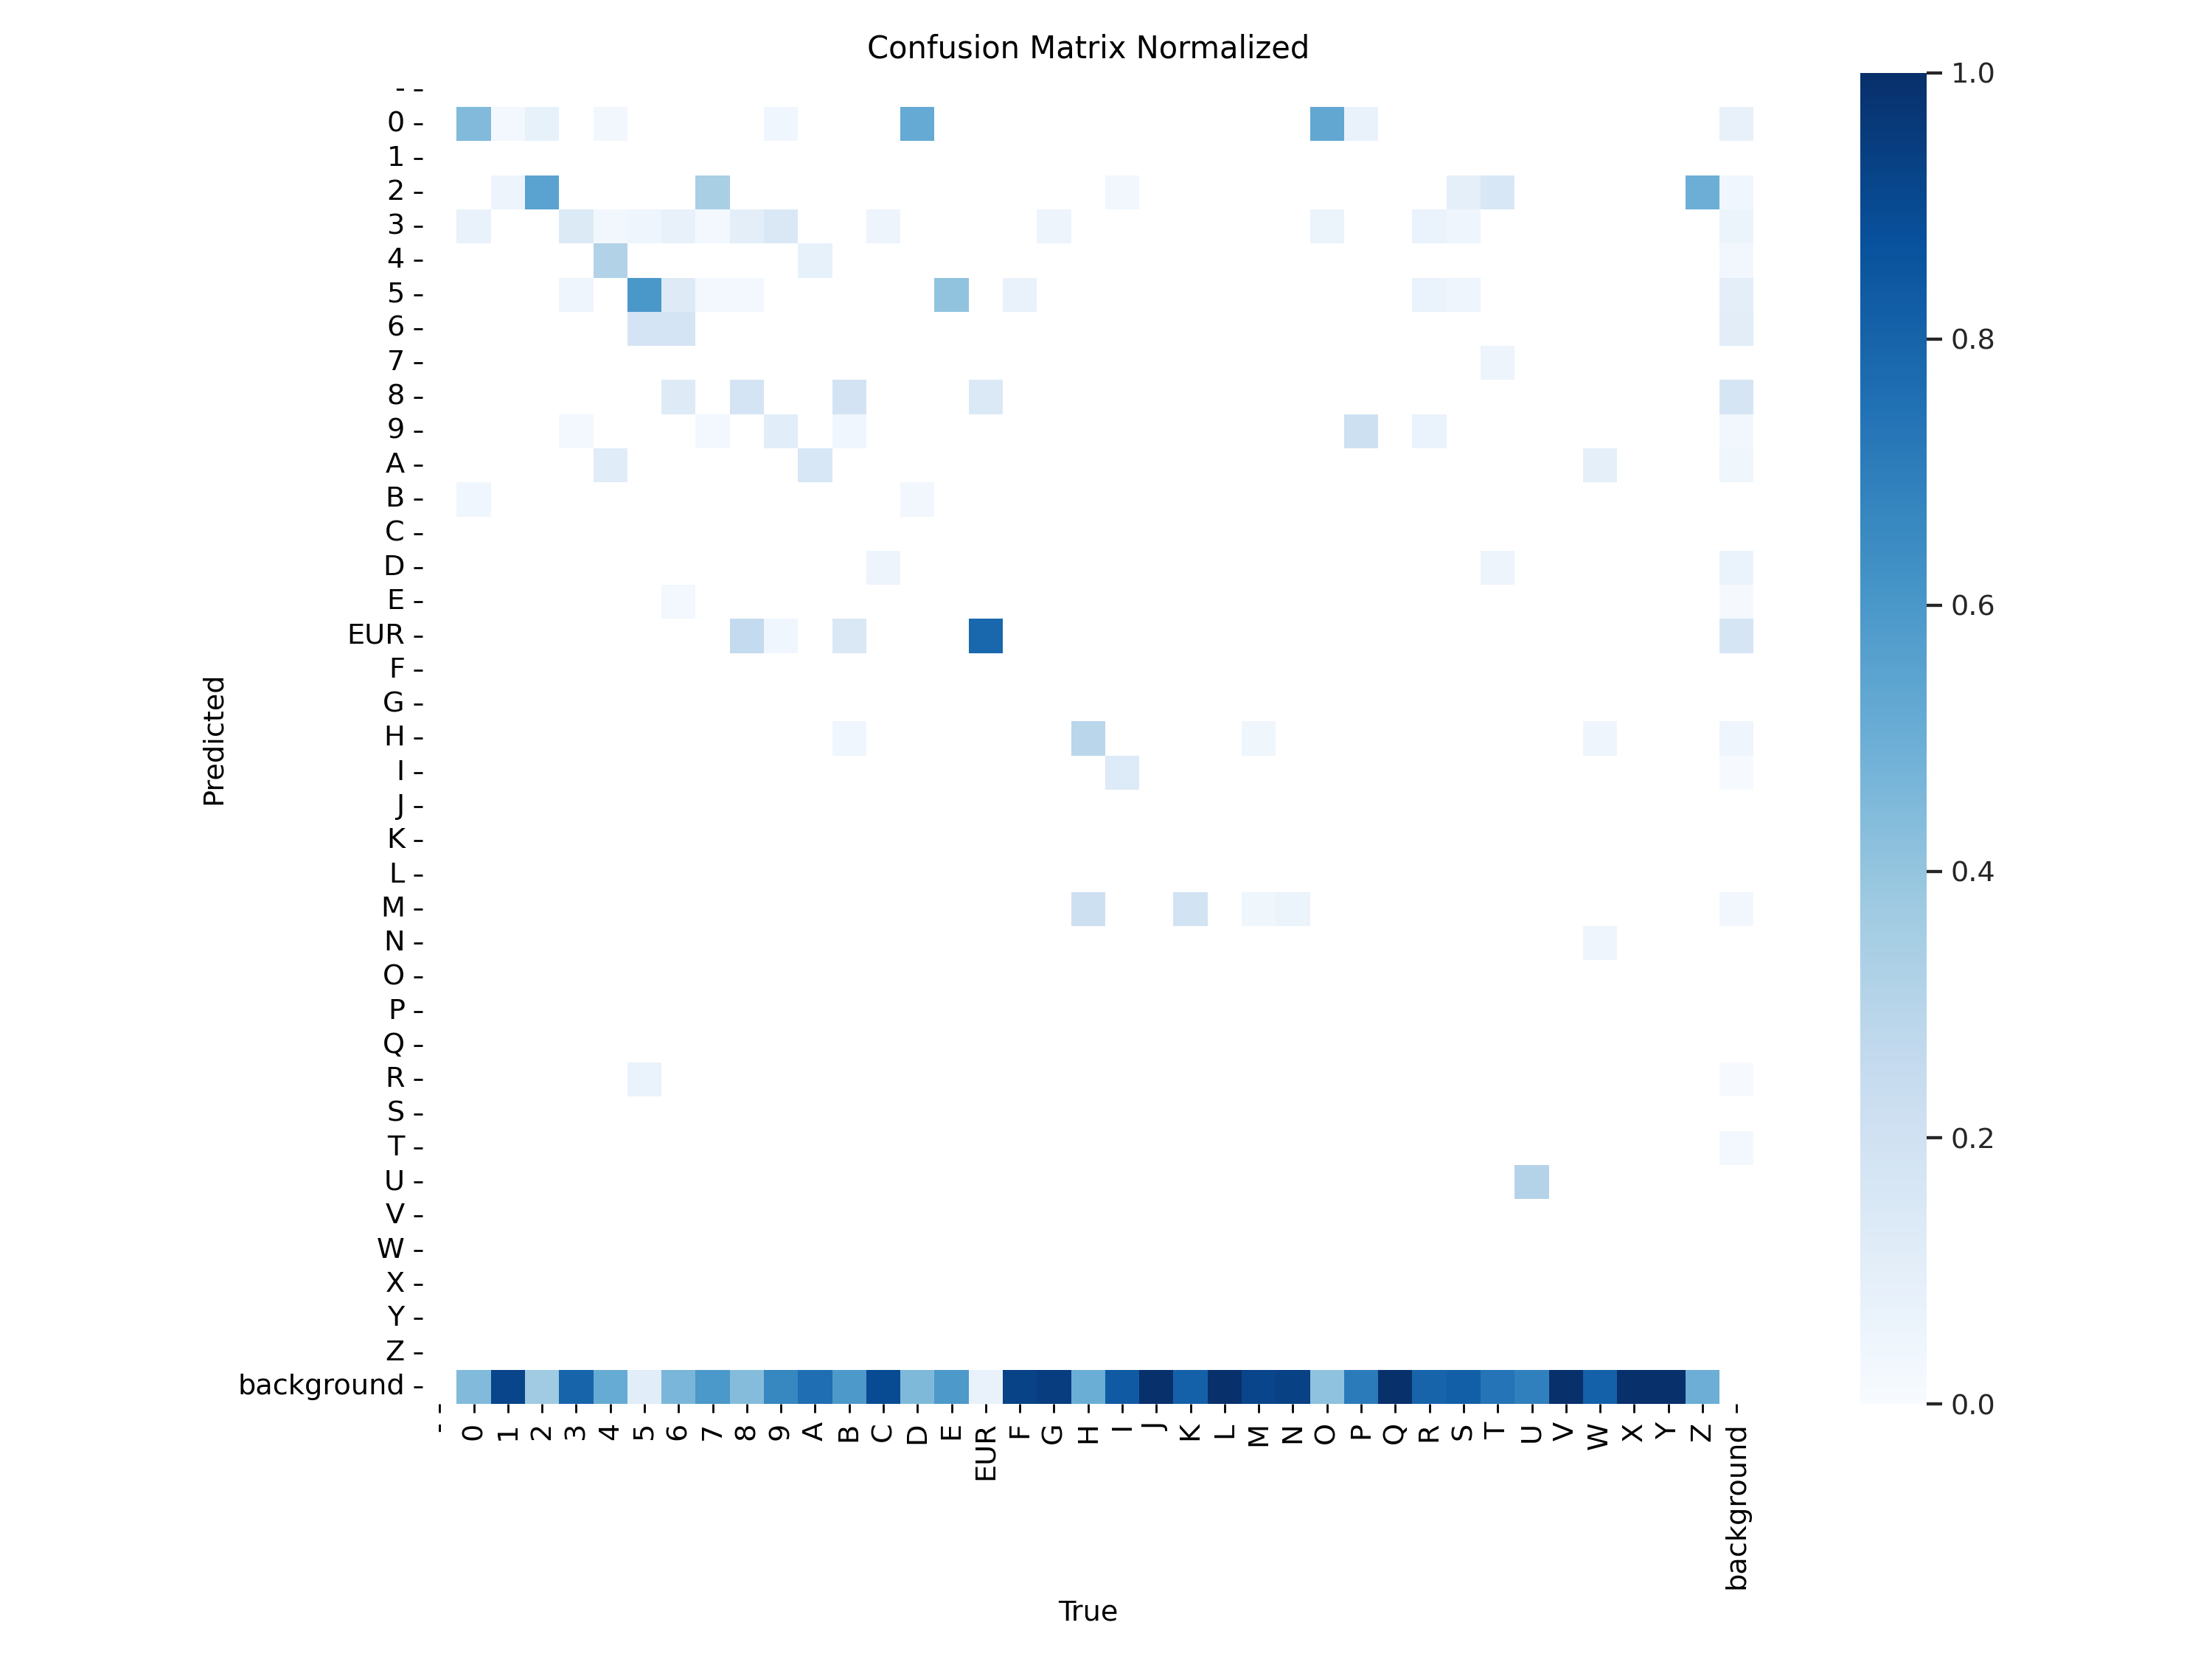 Confusion Matrix Normalized
Predicted
-
0
1
2
3
4
5
6
7
8
9
A
B
C
D
E
EUR
F
G
H
I
J
K
L
M
N
O
P
Q
R
S
T
U
V
W
X
Y
Z
background
- 0 1 2 3 4 5 6 7 8 9 A B C D E EUR F G H I J K L M N O P Q R S T U V W X Y Z background
True
1.0
0.8
0.6
0.4
0.2
0.0